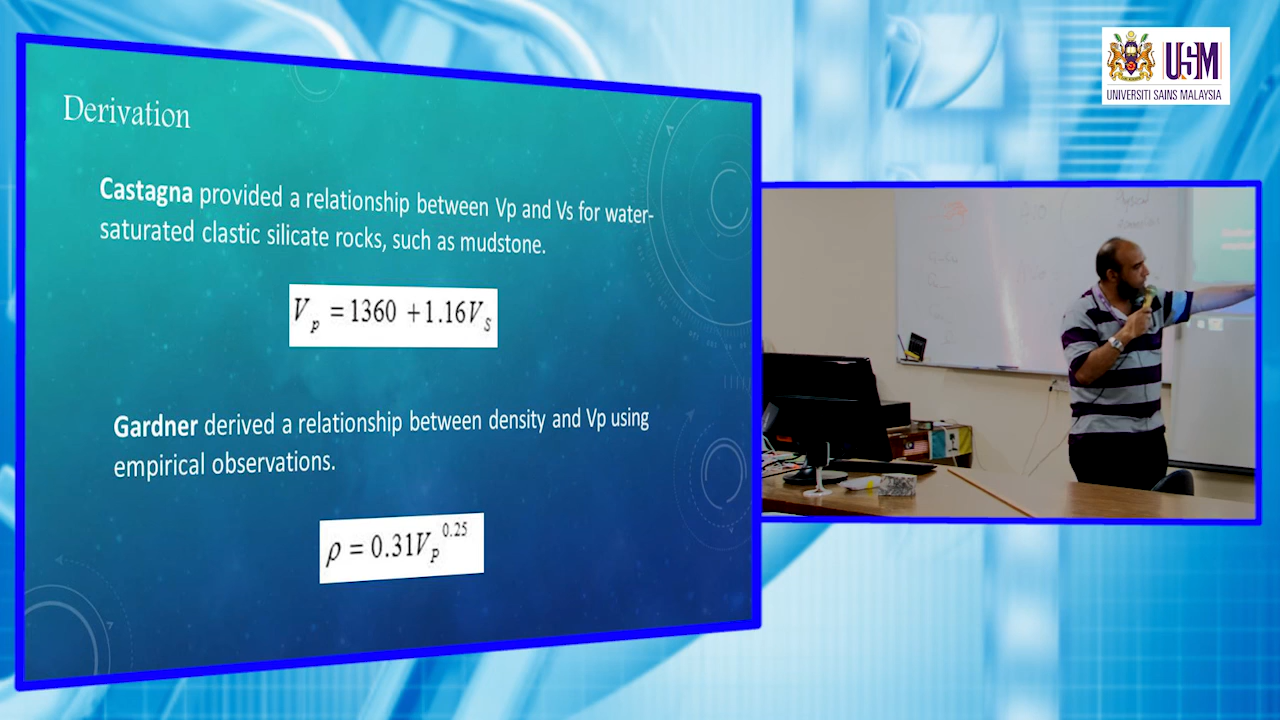 Derivation
Castagna provided a relationship between Vp and Vs for water-
saturated clastic silicate rocks, such as mudstone.
V_p = 1360 + 1.16V_S
Gardner derived a relationship between density and Vp using
empirical observations.
ρ = 0.31V_P^0.25
USM
UNIVERSITI SAINS MALAYSIA
Physical